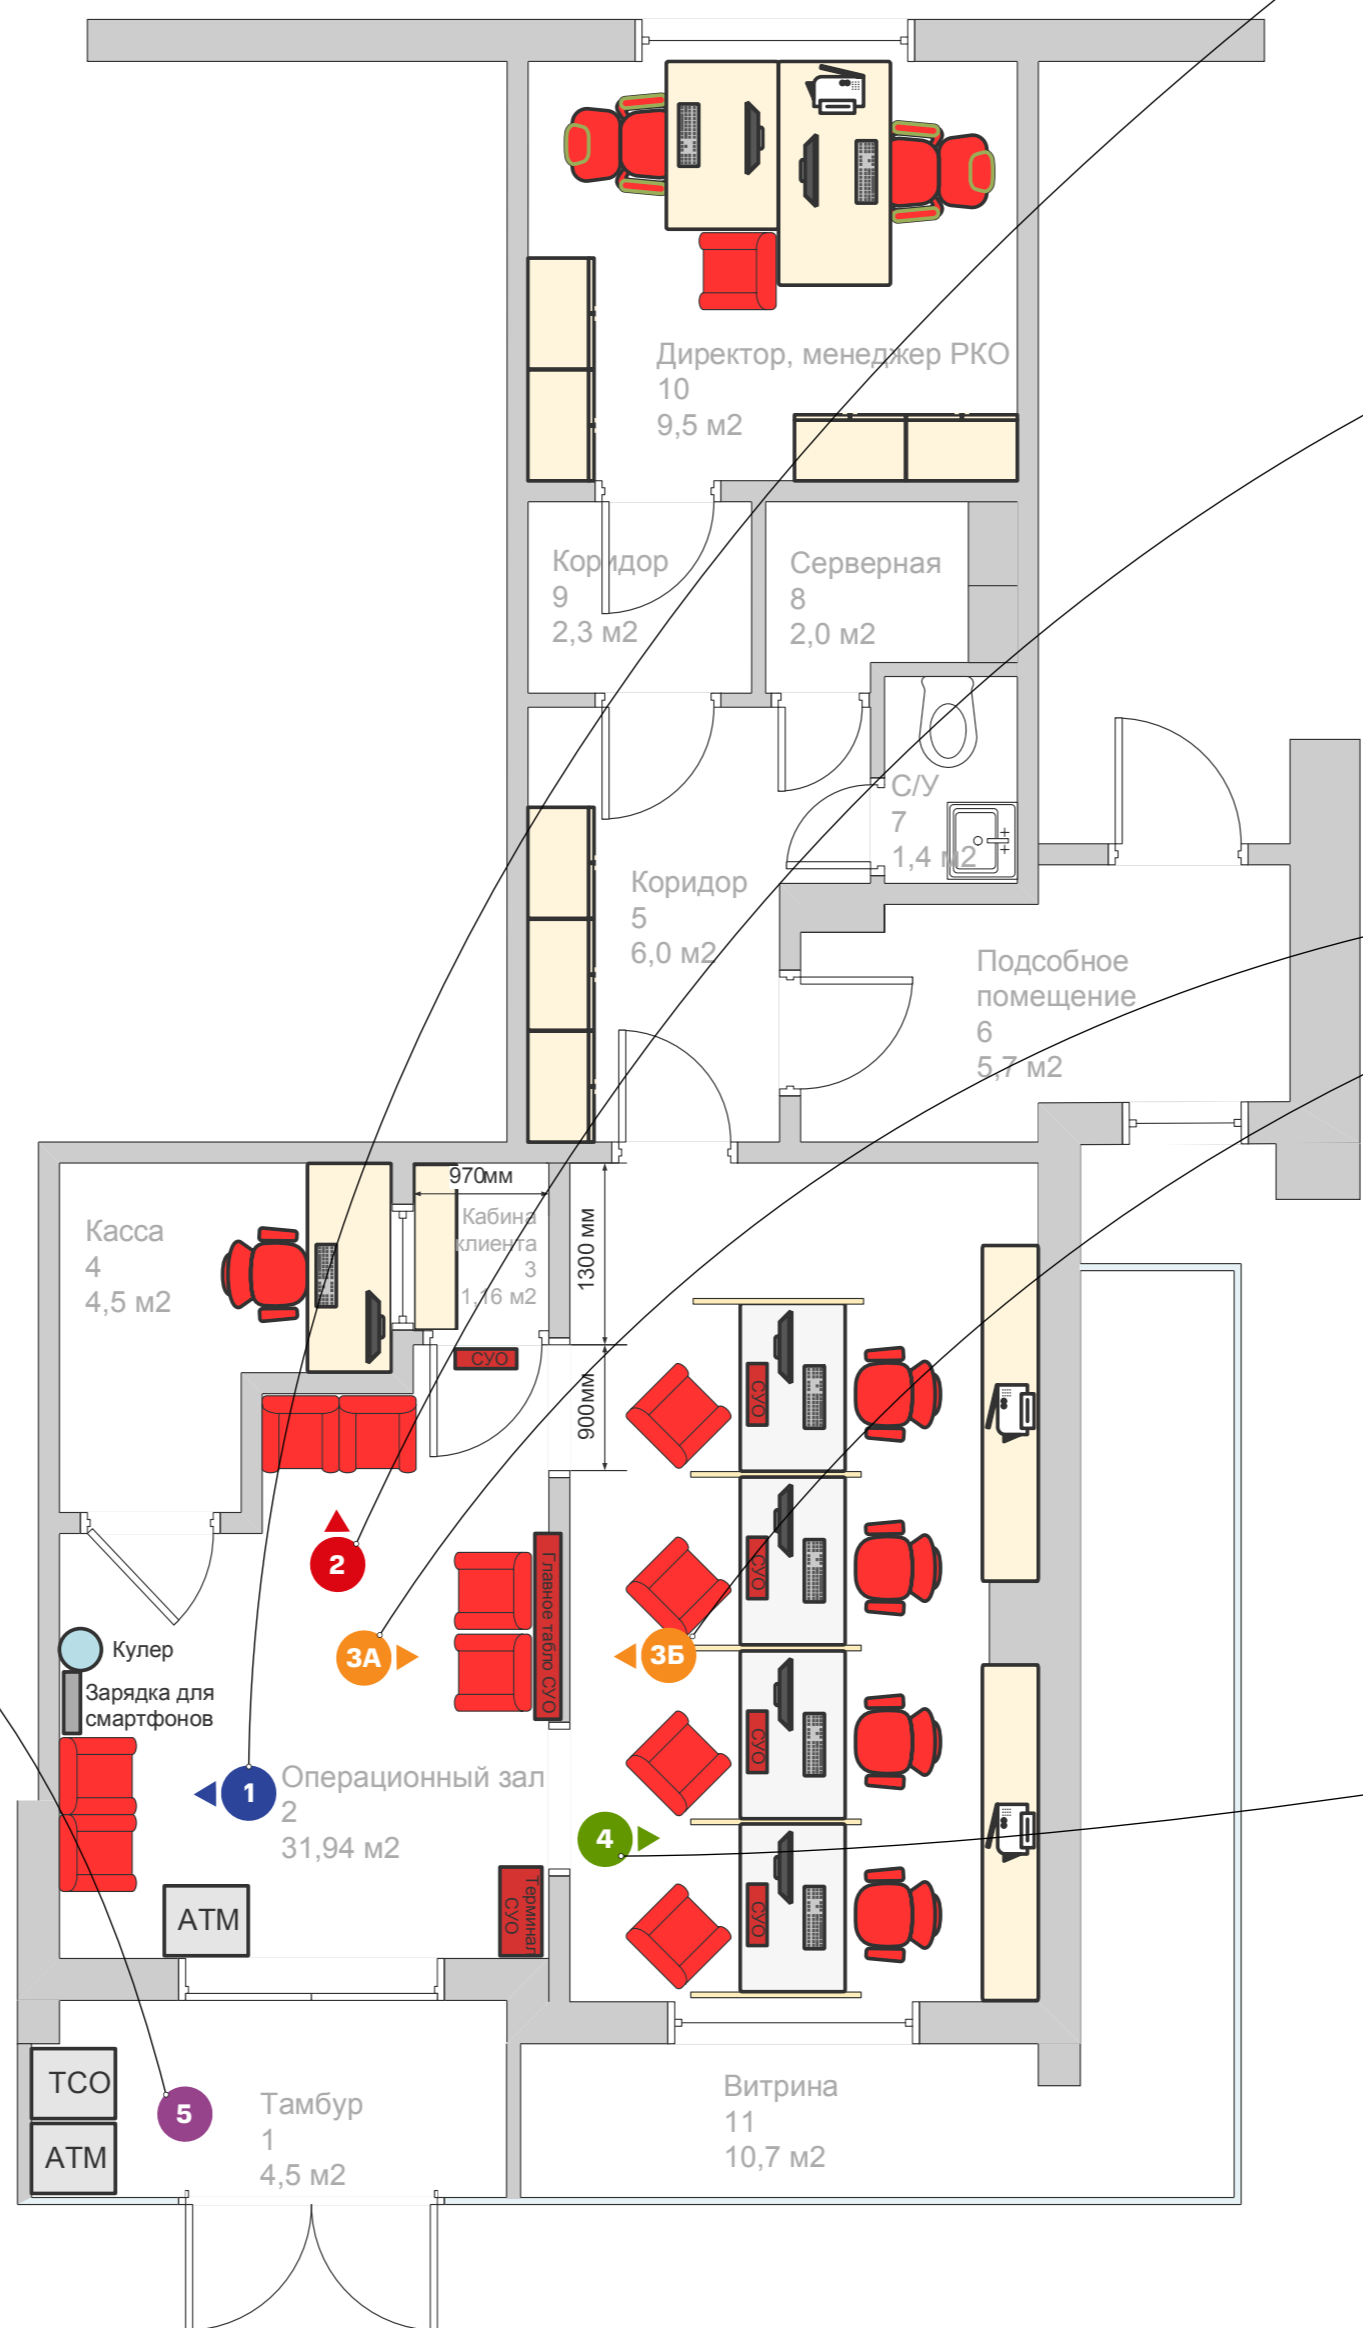 Директор, менеджер РКО
10
9,5 м2
Коридор
9
2,3 м2
Серверная
8
2,0 м2
С/У
7
1,4 м2
Коридор
5
6,0 м2
Подсобное
помещение
6
5,7 м2
970мм
Кабина
клиента
3
1,16 м2
1300 мм
900мм
Касса
4
4,5 м2
СУО
СУО
СУО
СУО
СУО
2
3А
3Б
Главное табло СУО
Кулер
Зарядка для
смартфонов
1
Операционный зал
2
31,94 м2
4
АТМ
Терминал
СУО
ТСО
АТМ
5
Тамбур
1
4,5 м2
Витрина
11
10,7 м2